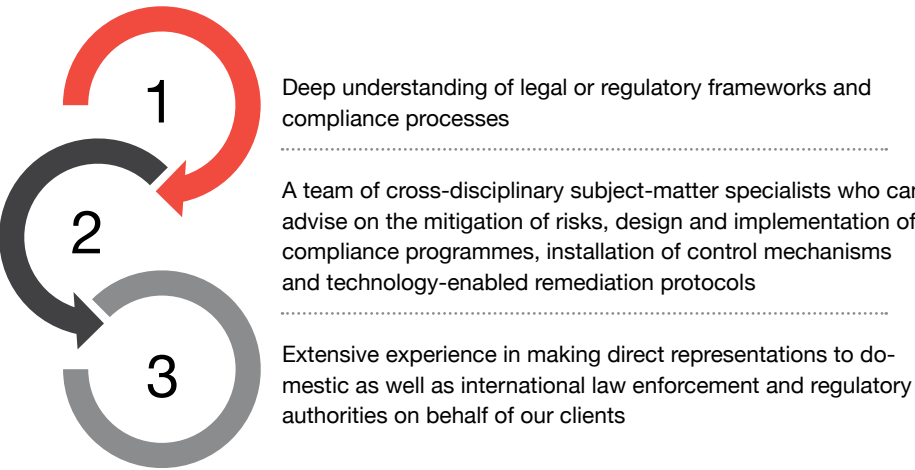 1
Deep understanding of legal or regulatory frameworks and
compliance processes
2
A team of cross-disciplinary subject-matter specialists who can
advise on the mitigation of risks, design and implementation of
compliance programmes, installation of control mechanisms
and technology-enabled remediation protocols
3
Extensive experience in making direct representations to do-
mestic as well as international law enforcement and regulatory
authorities on behalf of our clients